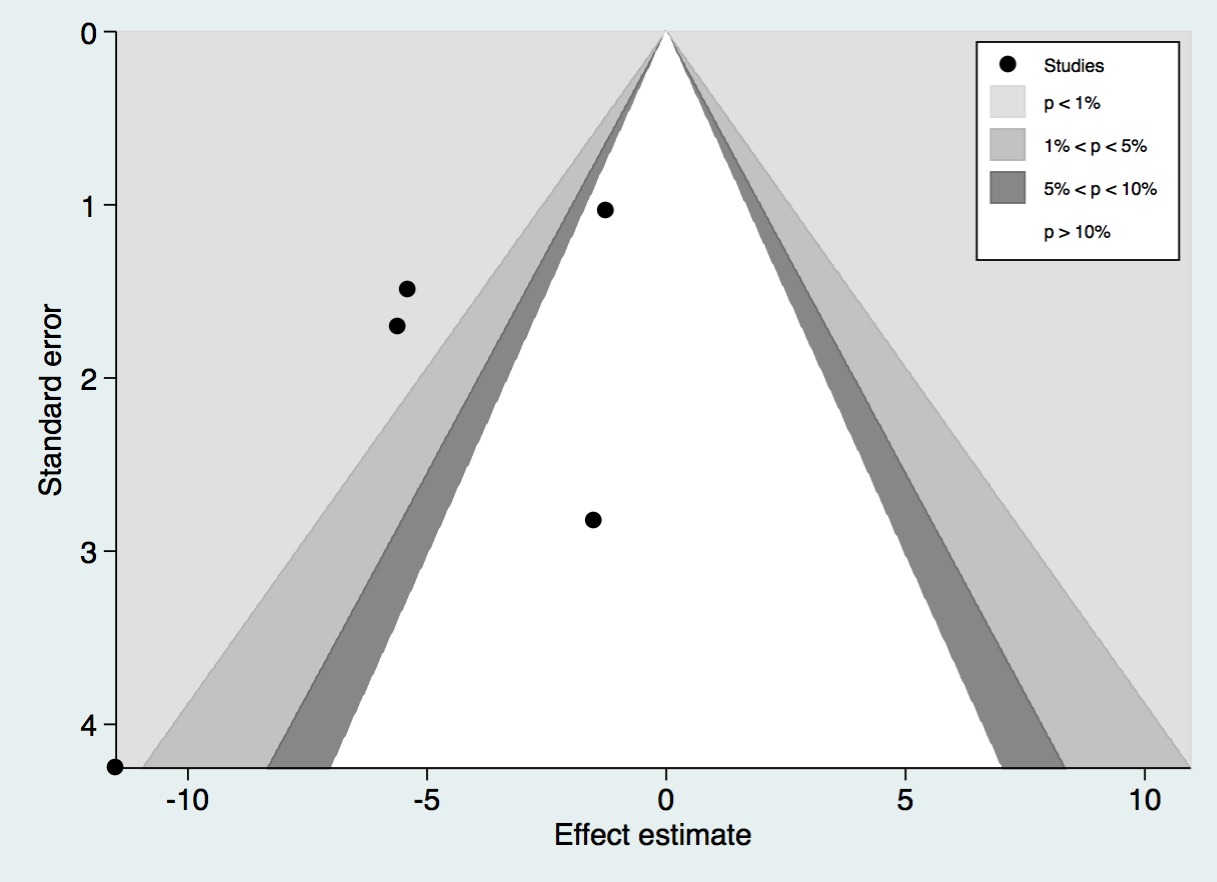 0
1
2
3
4
Standard error
-10
-5
0
5
10
Effect estimate
Studies
p < 1%
1% < p < 5%
5% < p < 10%
p > 10%